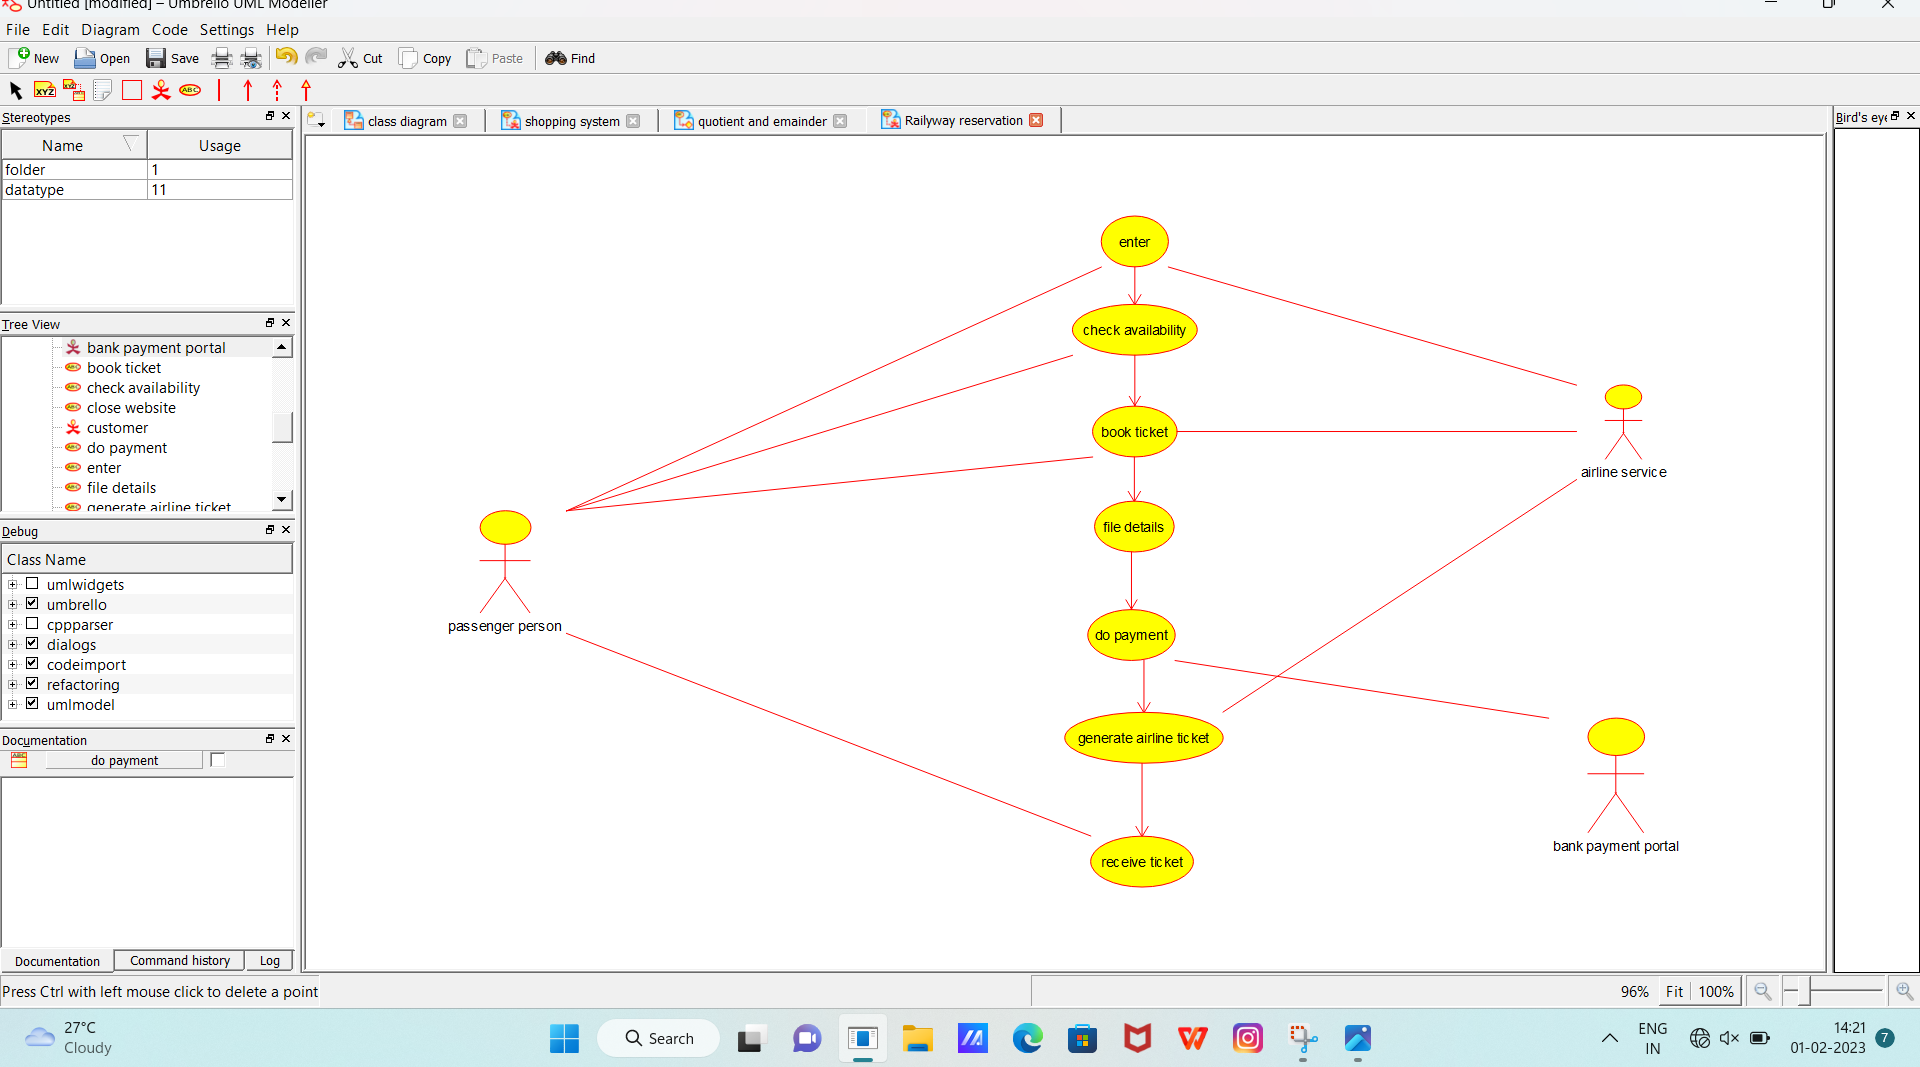 Untitled [modified] – Umbrello UML Modeller
File Edit Diagram Code Settings Help
New Open Save Cut Copy Paste Find
XYZ XYZ ABC
Stereotypes
Name Usage
folder 1
datatype 11
Tree View
bank payment portal
book ticket
check availability
close website
customer
do payment
enter
file details
generate airline ticket
Debug
Class Name
umlwidgets
umbrello
cppparser
dialogs
codeimport
refactoring
umlmodel
Documentation
do payment
Documentation Command history Log
class diagram shopping system quotient and emainder Railyway reservation
Bird's eye
enter
check availability
book ticket
airline service
file details
passenger person
do payment
generate airline ticket
bank payment portal
receive ticket
Press Ctrl with left mouse click to delete a point
96% Fit 100%
27°C
Cloudy
Search
ENG
IN
14:21
01-02-2023
7